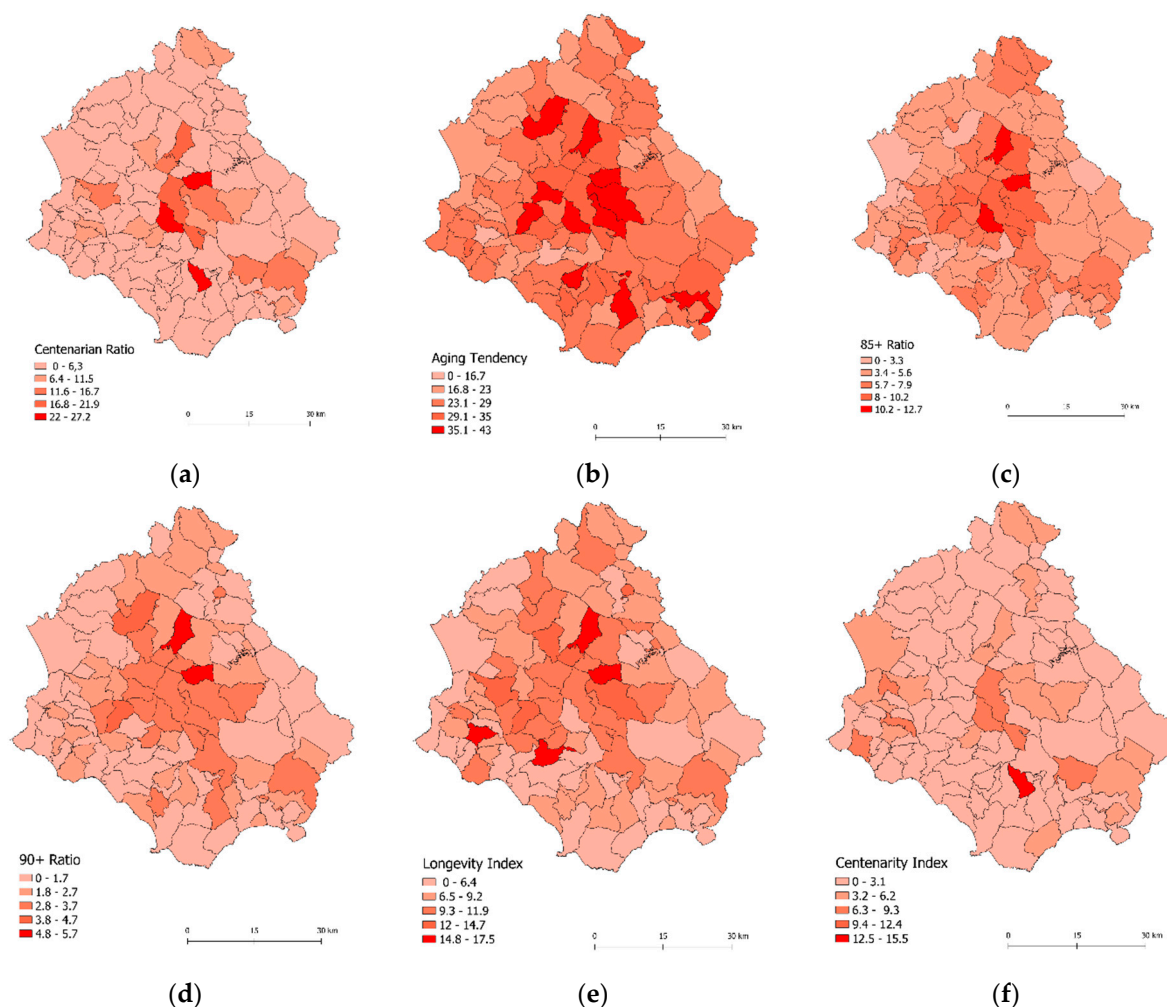 Centenarian Ratio
0 - 6,3
6.4 - 11.5
11.6 - 16.7
16.8 - 21.9
22 - 27.2
0 15 30 km
(a)
Aging Tendency
0 - 16.7
16.8 - 23
23.1 - 29
29.1 - 35
35.1 - 43
0 15 30 km
(b)
85+ Ratio
0 - 3.3
3.4 - 5.6
5.7 - 7.9
8 - 10.2
10.2 - 12.7
0 15 30 km
(c)
90+ Ratio
0 - 1.7
1.8 - 2.7
2.8 - 3.7
3.8 - 4.7
4.8 - 5.7
0 15 30 km
(d)
Longevity Index
0 - 6.4
6.5 - 9.2
9.3 - 11.9
12 - 14.7
14.8 - 17.5
0 15 30 km
(e)
Centenarity Index
0 - 3.1
3.2 - 6.2
6.3 - 9.3
9.4 - 12.4
12.5 - 15.5
0 15 30 km
(f)